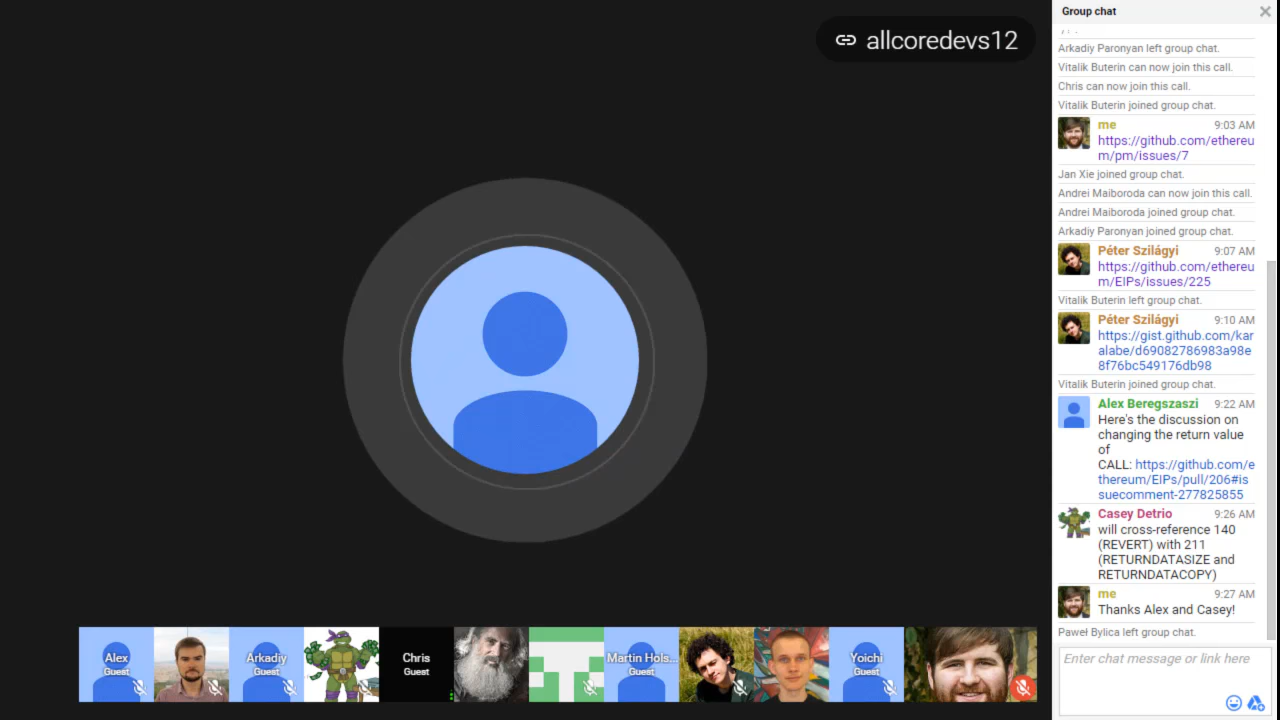 allcoredevs12
Group chat
Arkadiy Paronyan left group chat.
Vitalik Buterin can now join this call.
Chris can now join this call.
Vitalik Buterin joined group chat.
me 9:03 AM
https://github.com/ethereu
m/pm/issues/7
Jan Xie joined group chat.
Andrei Maiboroda can now join this call.
Andrei Maiboroda joined group chat.
Arkadiy Paronyan joined group chat.
Péter Szilágyi 9:07 AM
https://github.com/ethereu
m/EIPs/issues/225
Vitalik Buterin left group chat.
Péter Szilágyi 9:10 AM
https://gist.github.com/kar
alabe/d69082786983a98e
8f76bc549176db98
Vitalik Buterin joined group chat.
Alex Beregszaszi 9:22 AM
Here's the discussion on
changing the return value
of
CALL: https://github.com/e
thereum/EIPs/pull/206#is
suecomment-277825855
Casey Detrio 9:26 AM
will cross-reference 140
(REVERT) with 211
(RETURNDATASIZE and
RETURNDATACOPY)
me 9:27 AM
Thanks Alex and Casey!
Paweł Bylica left group chat.
Enter chat message or link here
Alex
Guest
Arkadiy
Guest
Chris
Guest
Martin Hols...
Guest
Yoichi
Guest